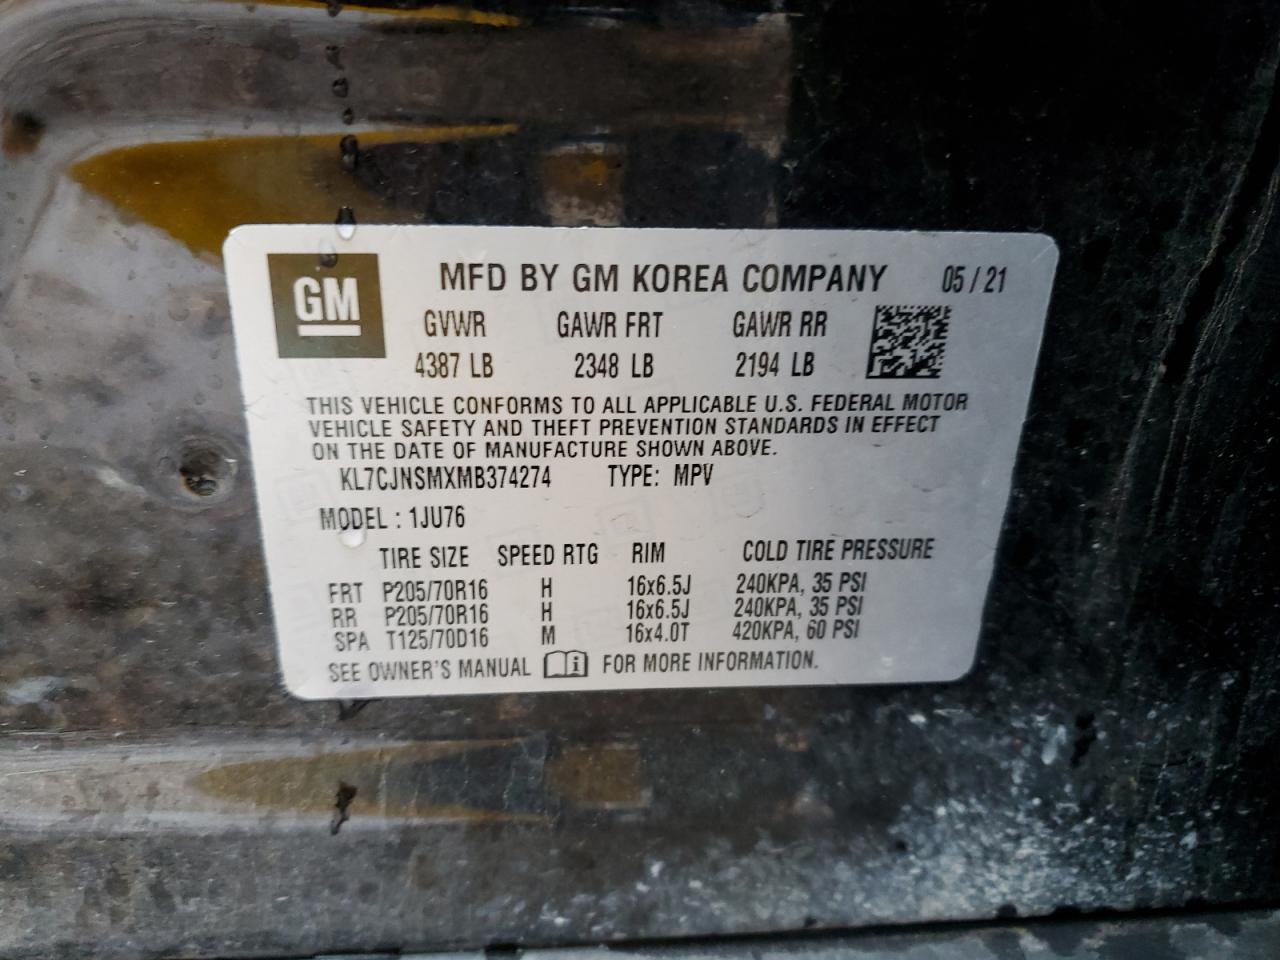 GM
MFD BY GM KOREA COMPANY 05 / 21
GVWR GAWR FRT GAWR RR
4387 LB 2348 LB 2194 LB
THIS VEHICLE CONFORMS TO ALL APPLICABLE U.S. FEDERAL MOTOR
VEHICLE SAFETY AND THEFT PREVENTION STANDARDS IN EFFECT
ON THE DATE OF MANUFACTURE SHOWN ABOVE.
KL7CJNSMXMB374274 TYPE: MPV
MODEL : 1JU76
TIRE SIZE SPEED RTG RIM COLD TIRE PRESSURE
FRT P205/70R16 H 16x6.5J 240KPA, 35 PSI
RR P205/70R16 H 16x6.5J 240KPA, 35 PSI
SPA T125/70D16 M 16x4.0T 420KPA, 60 PSI
SEE OWNER'S MANUAL FOR MORE INFORMATION.